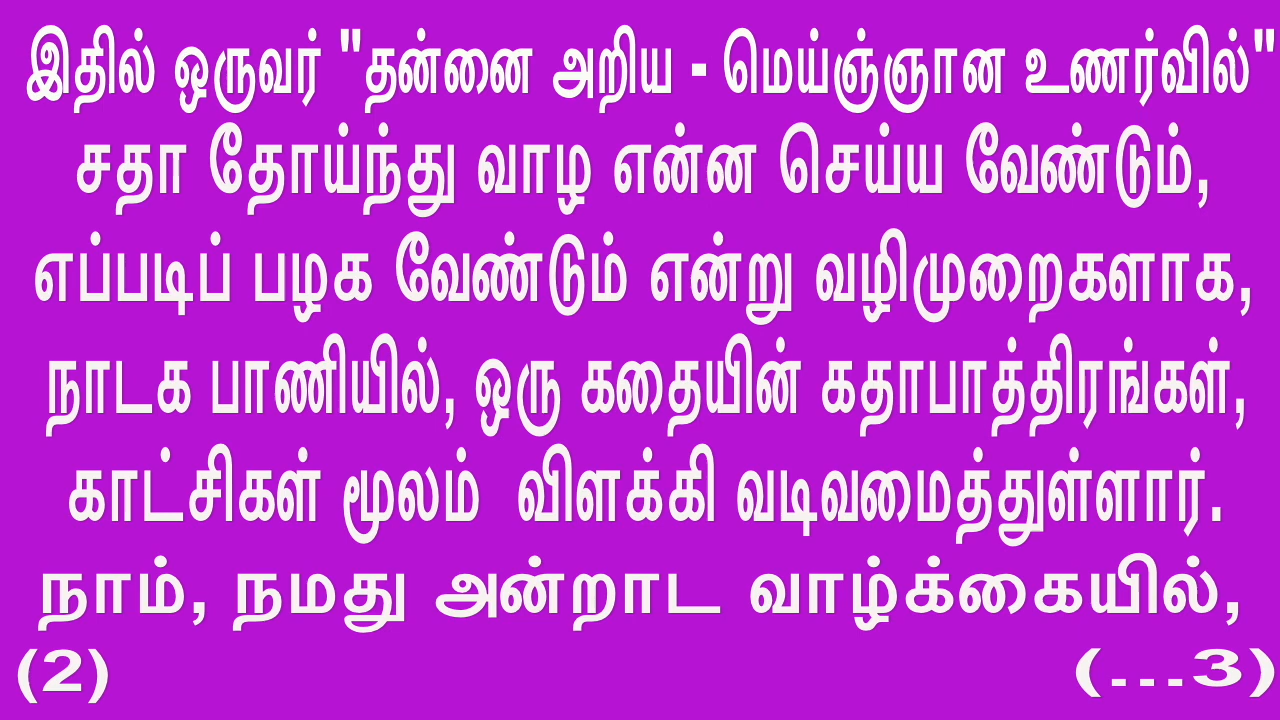 இதில் ஒருவர் "தன்னை அறிய - மெய்ஞ்ஞான உணர்வில்"
சதா தோய்ந்து வாழ என்ன செய்ய வேண்டும்,
எப்படிப் பழக வேண்டும் என்று வழிமுறைகளாக,
நாடக பாணியில், ஒரு கதையின் கதாபாத்திரங்கள்,
காட்சிகள் மூலம் விளக்கி வடிவமைத்துள்ளார்.
நாம், நமது அன்றாட வாழ்க்கையில்,
(2) (...3)